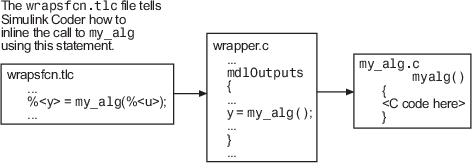 The wrapsfcn.tlc file tells
Simulink Coder how to
inline the call to my_alg
using this statement.
wrapsfcn.tlc
...
%<y> = my_alg(%<u>);
...
wrapper.c
...
mdlOutputs
{
...
y = my_alg();
...
}
...
my_alg.c
myalg()
{
<C code here>
}